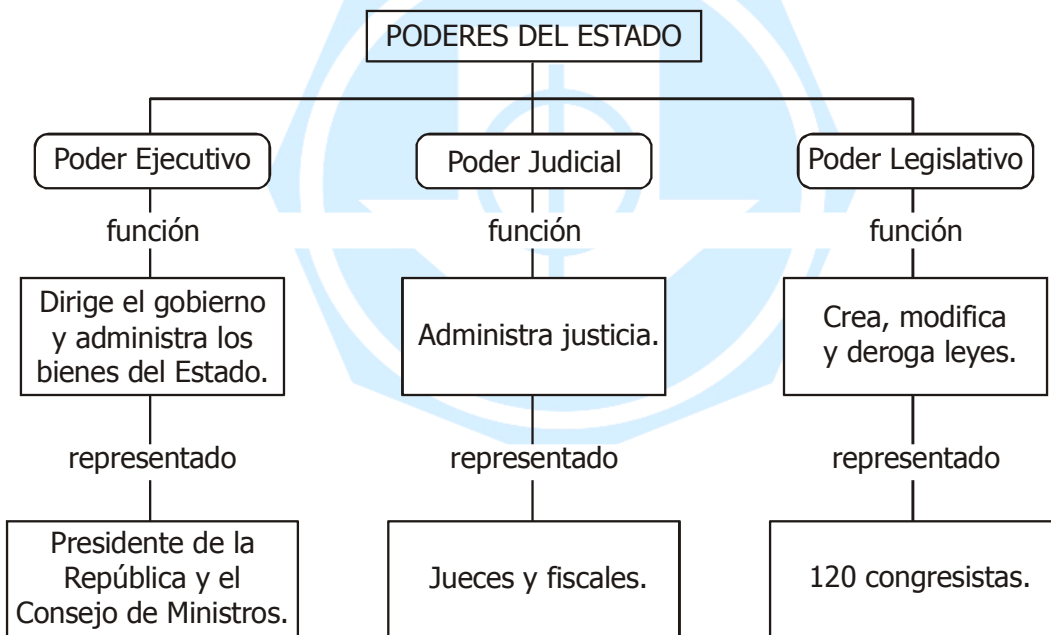 PODERES DEL ESTADO
Poder Ejecutivo
Poder Judicial
Poder Legislativo
función
función
función
Dirige el gobierno
y administra los
bienes del Estado.
Administra justicia.
Crea, modifica
y deroga leyes.
representado
representado
representado
Presidente de la
República y el
Consejo de Ministros.
Jueces y fiscales.
120 congresistas.